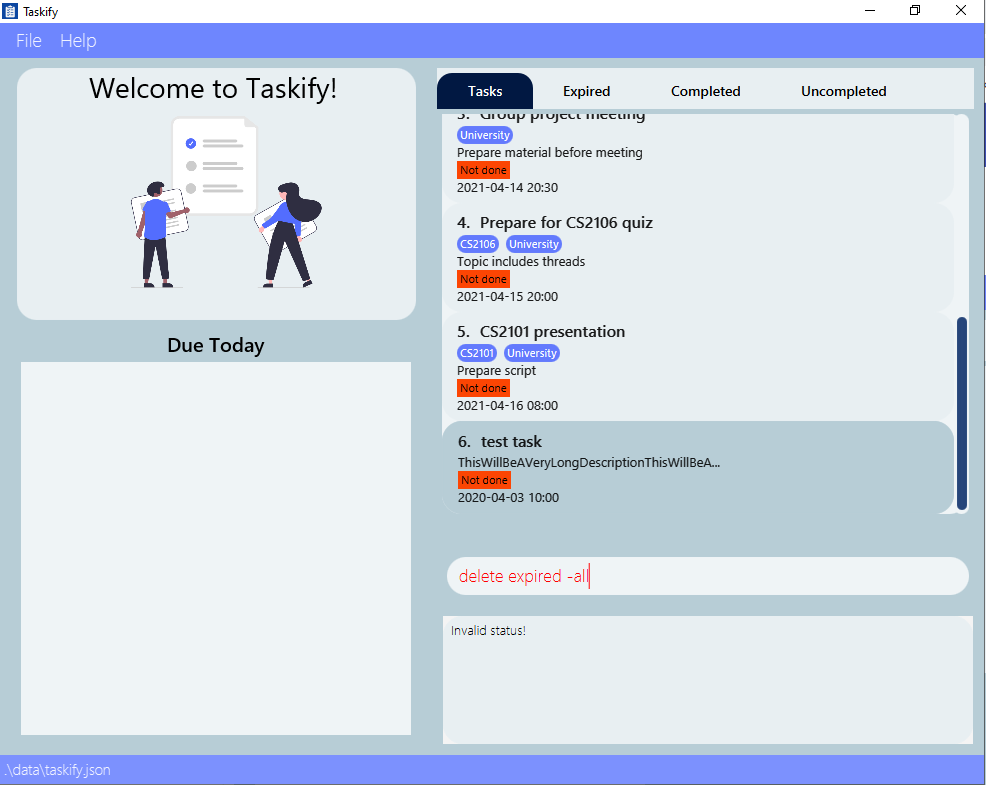 Taskify
File Help
Welcome to Taskify!
Due Today
Tasks Expired Completed Uncompleted
3. Group project meeting
University
Prepare material before meeting
Not done
2021-04-14 20:30
4. Prepare for CS2106 quiz
CS2106 University
Topic includes threads
Not done
2021-04-15 20:00
5. CS2101 presentation
CS2101 University
Prepare script
Not done
2021-04-16 08:00
6. test task
ThisWillBeAVeryLongDescriptionThisWillBeA...
Not done
2020-04-03 10:00
delete expired -all
Invalid status!
.\data\taskify.json